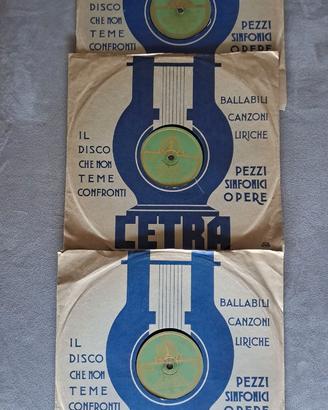 DISCO
CHE NON
TEME
CONFRONTI
PEZZI
SINFONICI
OPERE
BALLABILI
CANZONI
LIRICHE
IL
DISCO
CHE NON
TEME
CONFRONTI
PEZZI
SINFONICI
OPERE
CETRA
BALLABILI
CANZONI
LIRICHE
IL
DISCO
CHE NON
TEME
CONFRONTI
PEZZI
SINFONICI
OPERE